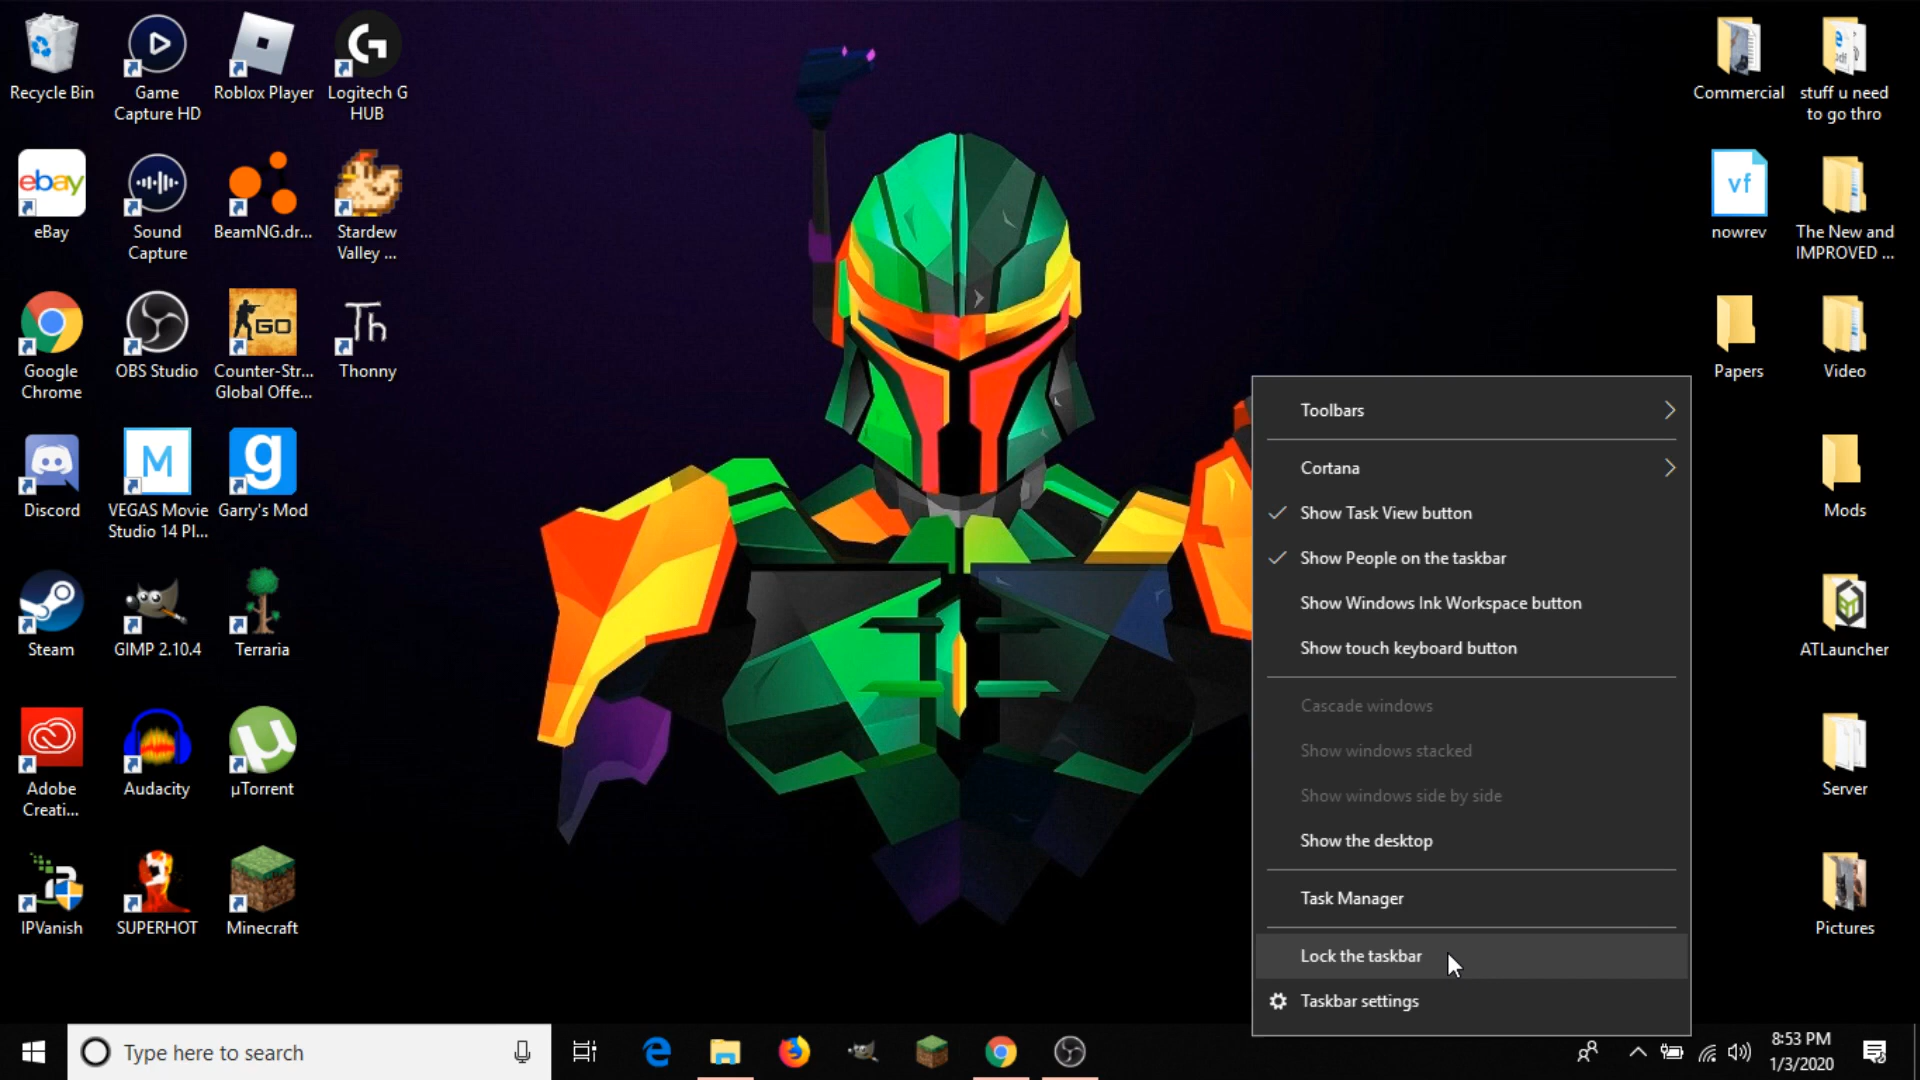 Recycle Bin
Game
Capture HD
Roblox Player
Logitech G
HUB
ebay
eBay
Sound
Capture
BeamNG.dr...
Stardew
Valley ...
Google
Chrome
OBS Studio
GO
Counter-Str...
Global Offe...
Th
Thonny
Discord
M
VEGAS Movie
Studio 14 Pl...
g
Garry's Mod
Steam
GIMP 2.10.4
Terraria
Adobe
Creati...
Audacity
µ
µTorrent
IPVanish
SUPERHOT
Minecraft
Commercial
stuff u need
to go thro
vf
nowrev
The New and
IMPROVED ...
Papers
Video
Mods
ATLauncher
Server
Pictures
Toolbars
Cortana
Show Task View button
Show People on the taskbar
Show Windows Ink Workspace button
Show touch keyboard button
Cascade windows
Show windows stacked
Show windows side by side
Show the desktop
Task Manager
Lock the taskbar
Taskbar settings
Type here to search
8:53 PM
1/3/2020